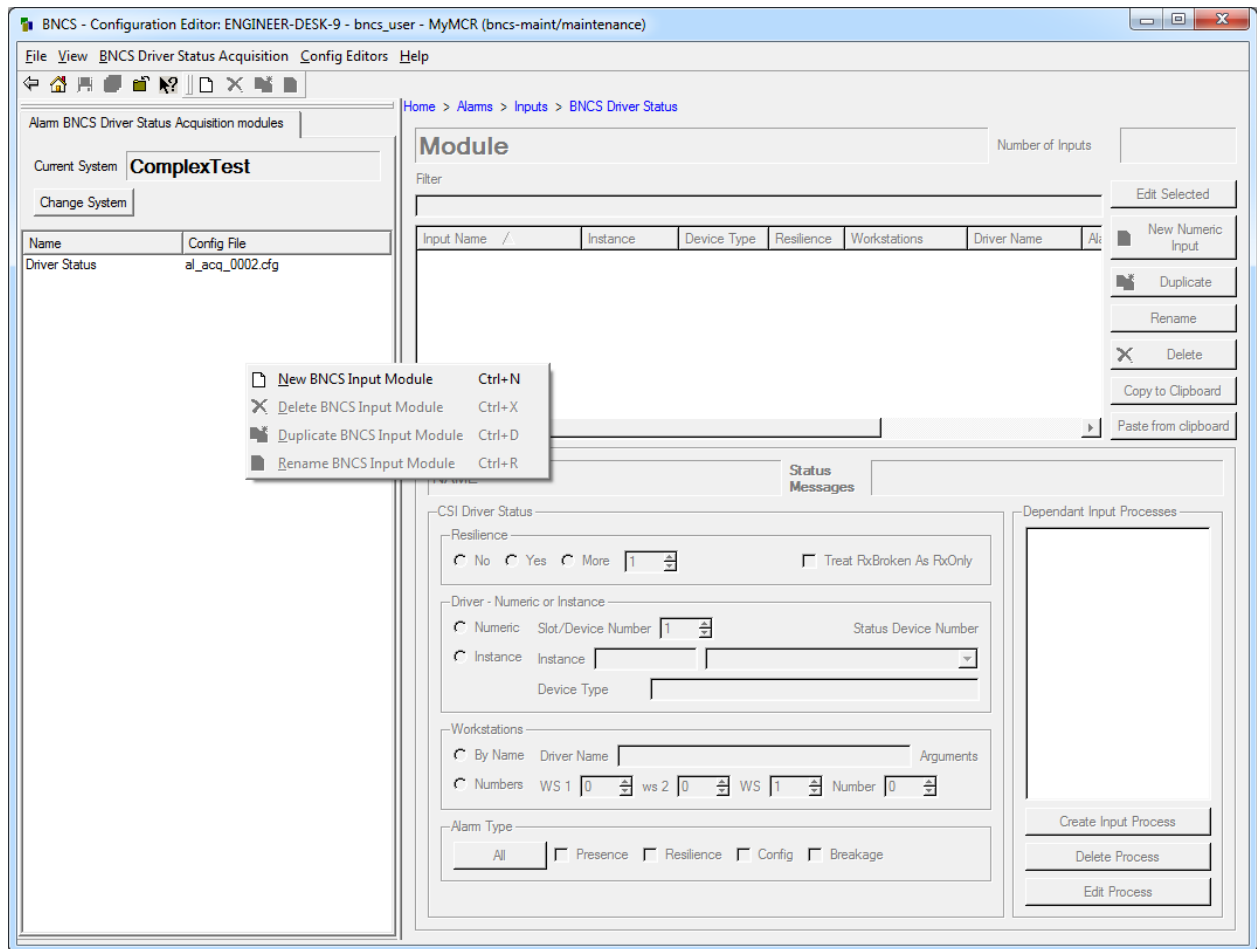 BNCS - Configuration Editor: ENGINEER-DESK-9 - bncs_user - MyMCR (bncs-maint/maintenance)
File View BNCS Driver Status Acquisition Config Editors Help
Home > Alarms > Inputs > BNCS Driver Status
Alarm BNCS Driver Status Acquisition modules
Current System ComplexTest
Change System
Name Config File
Driver Status al_acq_0002.cfg
New BNCS Input Module Ctrl+N
Delete BNCS Input Module Ctrl+X
Duplicate BNCS Input Module Ctrl+D
Rename BNCS Input Module Ctrl+R
Module Number of Inputs
Filter
Input Name Instance Device Type Resilience Workstations Driver Name
Edit Selected
New Numeric
Input
Duplicate
Rename
Delete
Copy to Clipboard
Paste from clipboard
NAME Status
Messages
CSI Driver Status
Resilience
No Yes More 1 Treat RxBroken As RxOnly
Driver - Numeric or Instance
Numeric Slot/Device Number 1 Status Device Number
Instance Instance
Device Type
Workstations
By Name Driver Name Arguments
Numbers WS 1 0 ws 2 0 WS 1 Number 0
Alarm Type
All Presence Resilience Config Breakage
Dependant Input Processes
Create Input Process
Delete Process
Edit Process